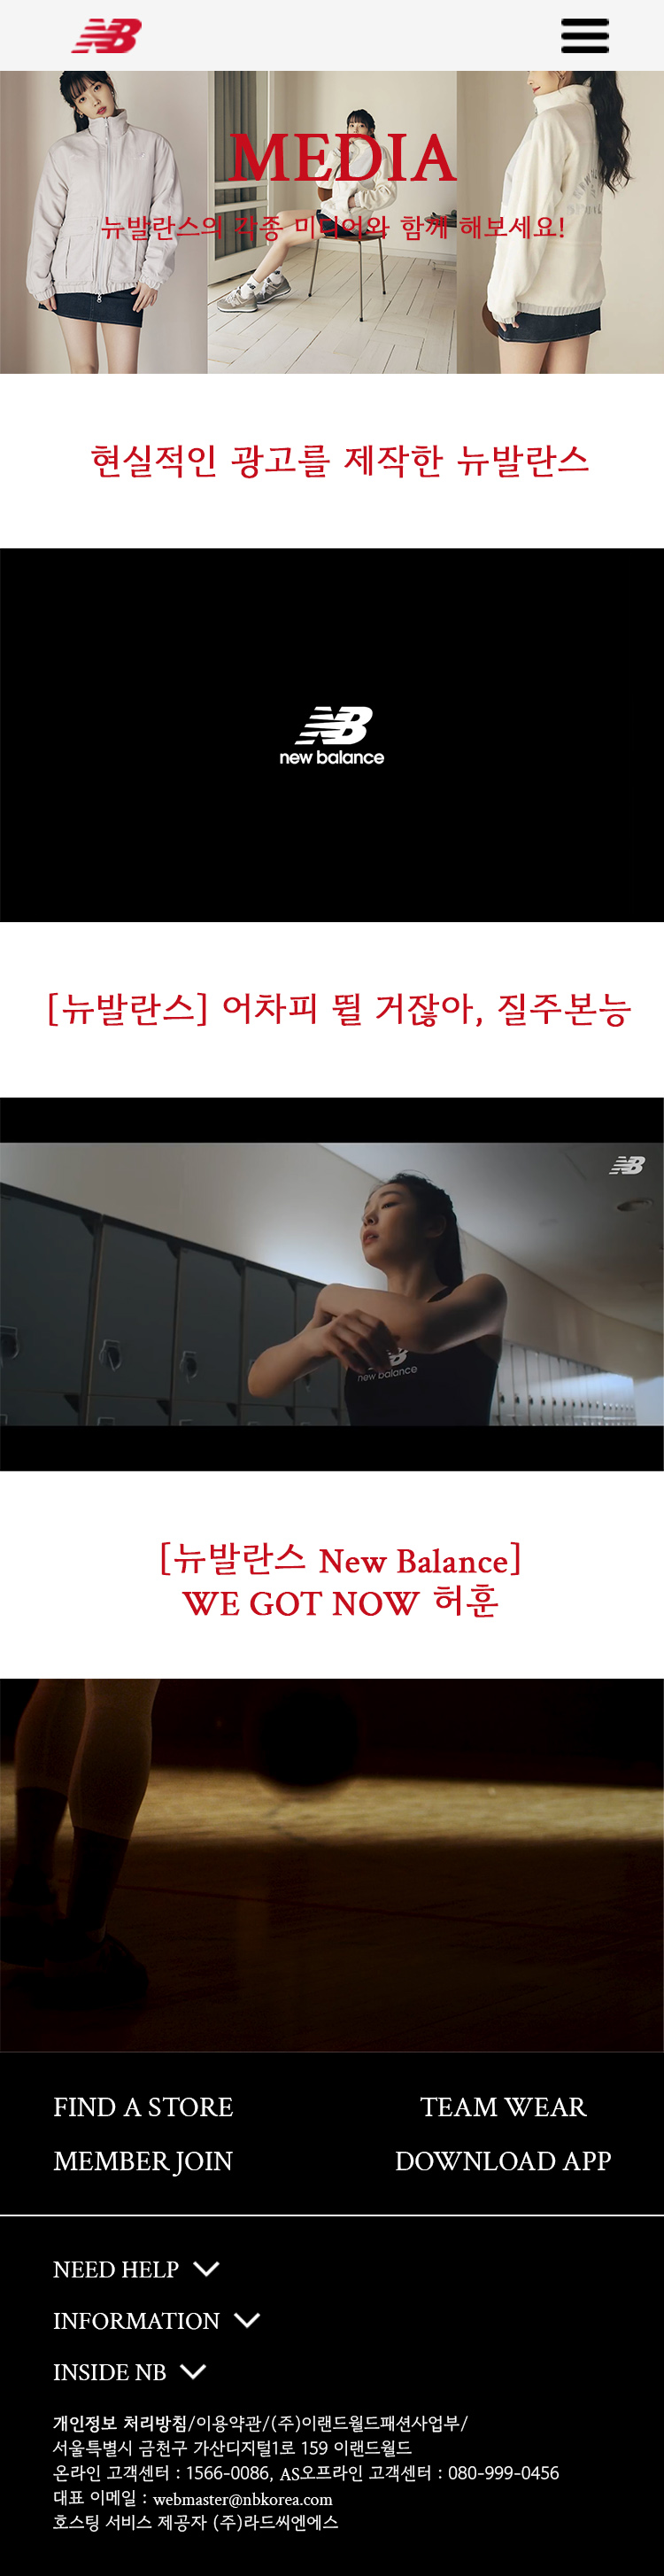 NB
MEDIA
뉴발란스의 각종 미디어와 함께 해보세요!
현실적인 광고를 제작한 뉴발란스
NB
new balance
[뉴발란스] 어차피 뛸 거잖아, 질주본능
NB
NB
new balance
[뉴발란스 New Balance]
WE GOT NOW 허훈
FIND A STORE
TEAM WEAR
MEMBER JOIN
DOWNLOAD APP
NEED HELP
INFORMATION
INSIDE NB
개인정보 처리방침/이용약관/(주)이랜드월드패션사업부/
서울특별시 금천구 가산디지털1로 159 이랜드월드
온라인 고객센터 : 1566-0086, AS오프라인 고객센터 : 080-999-0456
대표 이메일 : webmaster@nbkorea.com
호스팅 서비스 제공자 (주)라드씨엔에스